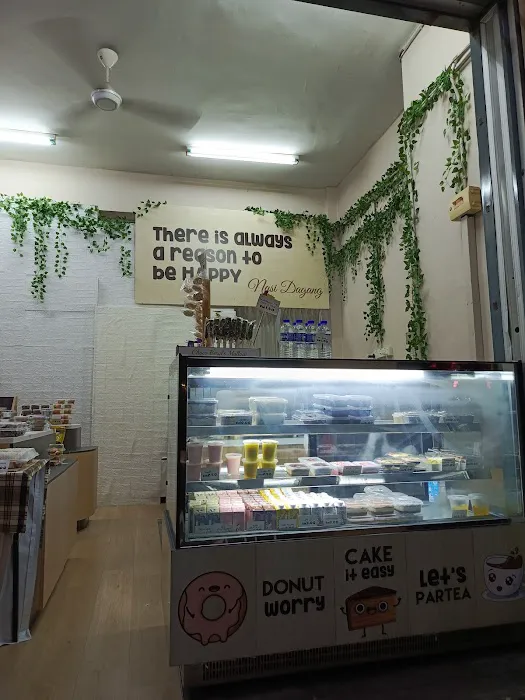 There is always
a reason to
be HAPPY
Nasi Dagang
DONUT
worry
CAKE
it easy
Let's
PARTEA